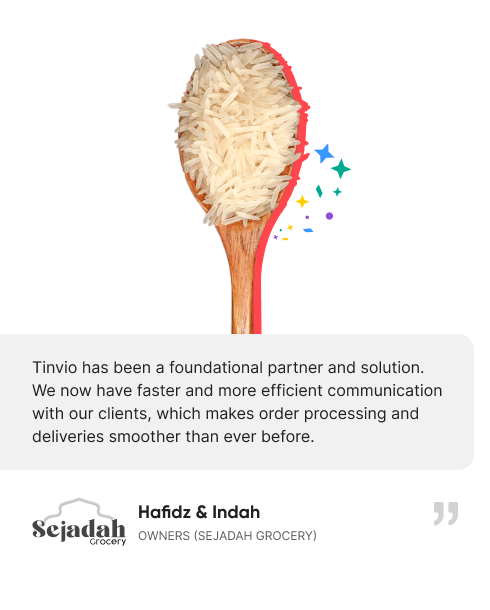 Tinvio has been a foundational partner and solution.
We now have faster and more efficient communication
with our clients, which makes order processing and
deliveries smoother than ever before.
Sejadah
Grocery
Hafidz & Indah
OWNERS (SEJADAH GROCERY)
”